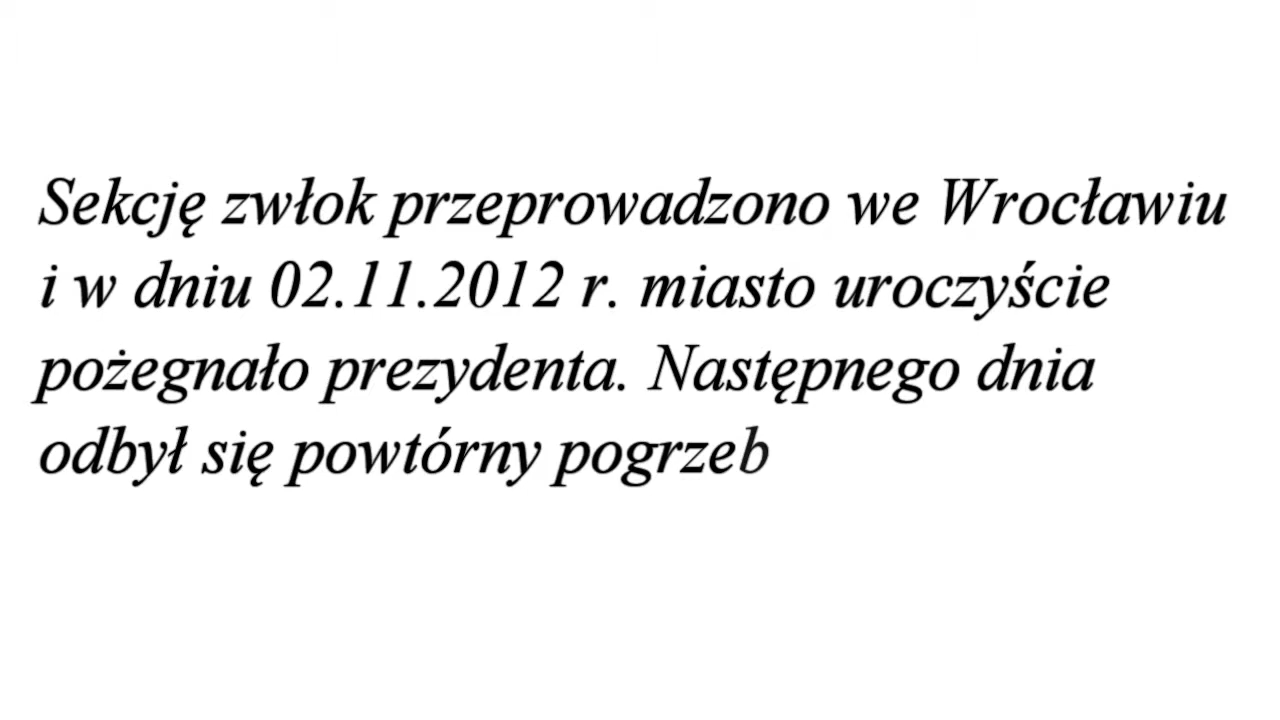 Sekcję zwłok przeprowadzono we Wrocławiu
i w dniu 02.11.2012 r. miasto uroczyście
pożegnało prezydenta. Następnego dnia
odbył się powtórny pogrzeb